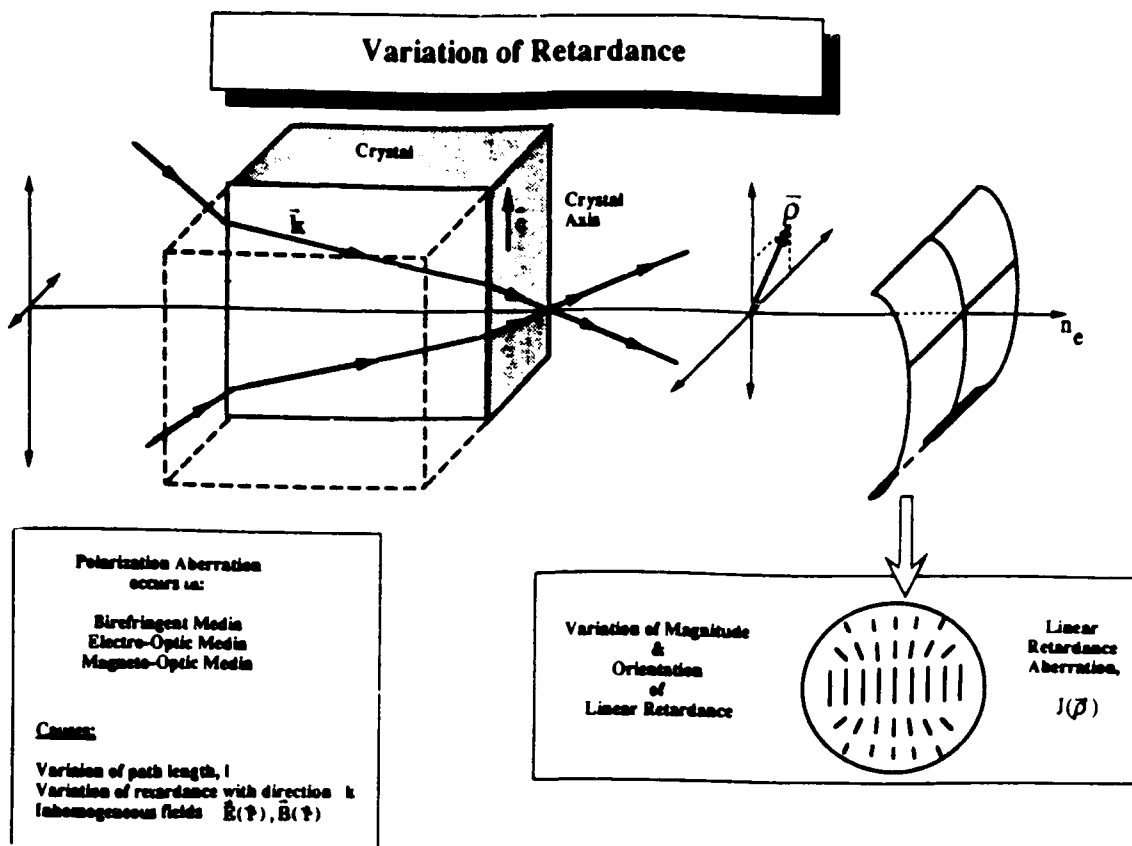 Variation of Retardance
Crystal
k⃗
Crystal
Axis
ρ⃗
n_e
Polarization Aberration
occurs in:
Birefringent Media
Electro-Optic Media
Magneto-Optic Media
Causes:
Variation of path length, l
Variation of retardance with direction k
Inhomogeneous fields E⃗(r⃗), B⃗(r⃗)
Variation of Magnitude
&
Orientation
of
Linear Retardance
Linear
Retardance
Aberration,
J(ρ⃗)